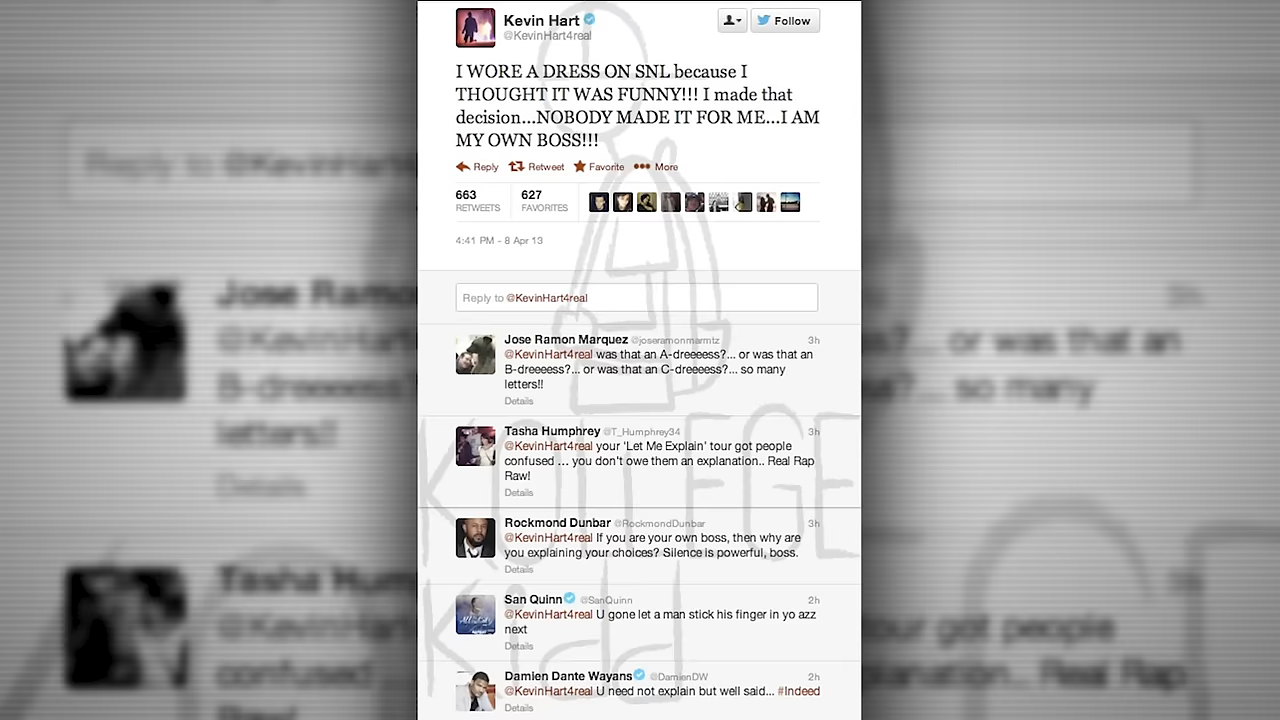 Kevin Hart
@KevinHart4real
Follow
I WORE A DRESS ON SNL because I
THOUGHT IT WAS FUNNY!!! I made that
decision...NOBODY MADE IT FOR ME...I AM
MY OWN BOSS!!!
Reply Retweet Favorite More
663 627
RETWEETS FAVORITES
4:41 PM - 8 Apr 13
Reply to @KevinHart4real
Jose Ramon Marquez @joseramonmarmtz 3h
@KevinHart4real was that an A-dreeeess?... or was that an
B-dreeeess?... or was that an C-dreeeess?... so many
letters!!
Details
Tasha Humphrey @T_Humphrey34 3h
@KevinHart4real your 'Let Me Explain' tour got people
confused ... you don't owe them an explanation.. Real Rap
Raw!
Details
Rockmond Dunbar @RockmondDunbar 3h
@KevinHart4real If you are your own boss, then why are
you explaining your choices? Silence is powerful, boss.
Details
San Quinn @SanQuinn 2h
@KevinHart4real U gone let a man stick his finger in yo azz
next
Details
Damien Dante Wayans @DamienDW 2h
@KevinHart4real U need not explain but well said... #Indeed
Details
KOLLEGE
Kidd